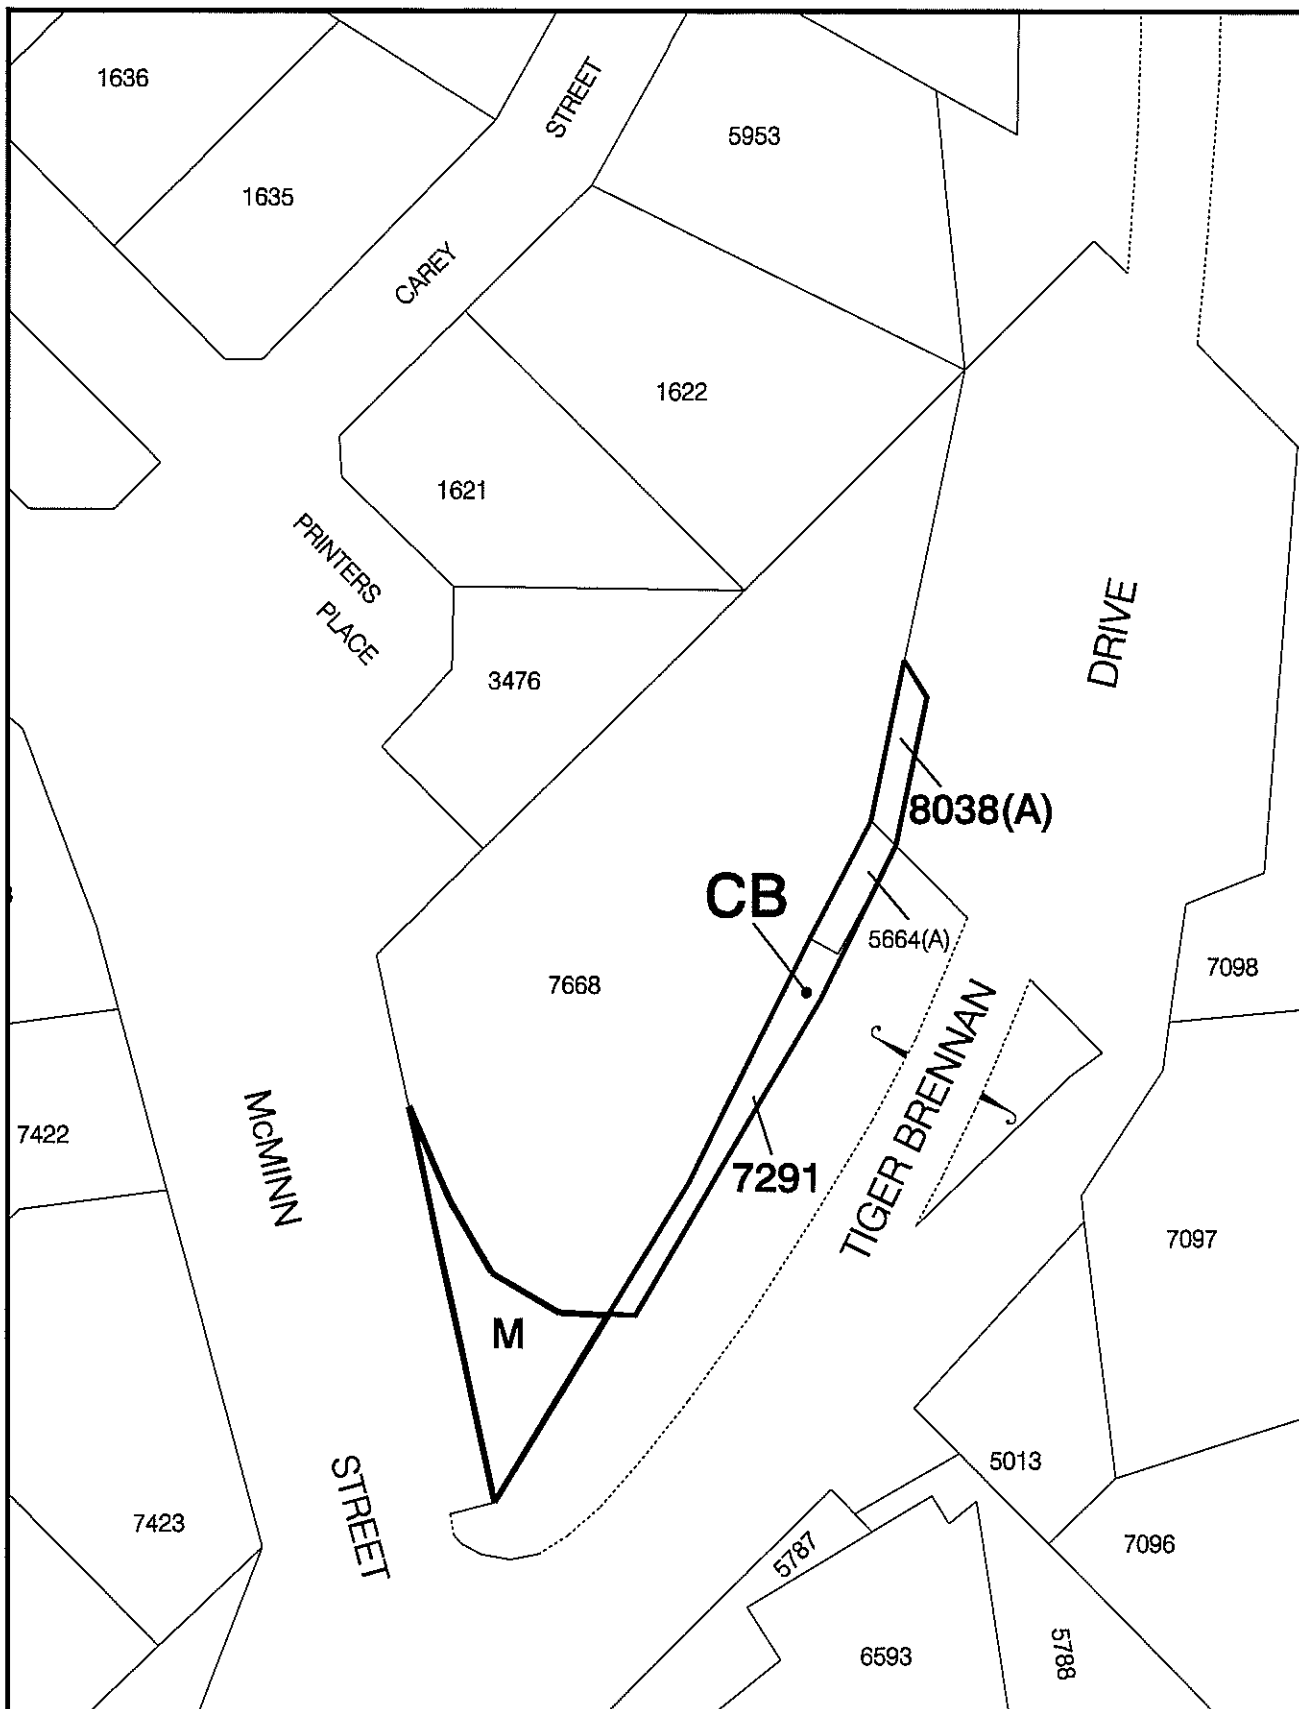 1636
STREET
5953
1635
CAREY
1622
1621
PRINTERS
PLACE
DRIVE
3476
8038(A)
CB
5664(A)
7668
7098
TIGER BRENNAN
McMINN
7422
7291
7097
M
STREET
5013
7423
5787
7096
6593
5788